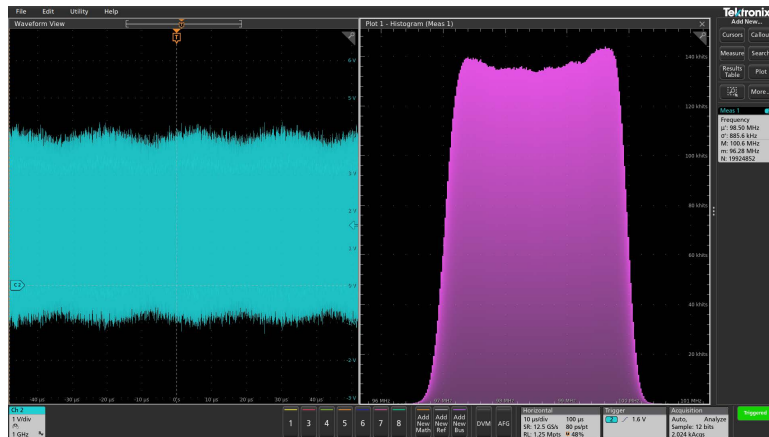 File Edit Utility Help
Tektronix
Add New...
Waveform View
Plot 1 - Histogram (Meas 1)
Cursors
Callout
Measure
Search
Results Table
Plot
More...
T
6 V
5 V
3 V
2 V
1 V
0 V
-2 V
-3 V
C2
-40 µs
-20 µs
-10 µs
0 s
10 µs
20 µs
40 µs
140 khits
120 khits
100 khits
80 khits
60 khits
40 khits
20 khits
96 MHz
101 MHz
Meas 1
Frequency
µ': 98.50 MHz
σ': 885.6 kHz
M: 100.6 MHz
m: 96.28 MHz
N: 19924852
Ch 2
1 V/div
1 GHz
1 2 3 4 5 6 7 8
Add New Math
Add New Ref
Add New Bus
DVM
AFG
Horizontal
10 µs/div 100 µs
SR: 12.5 GS/s 80 ps/pt
RL: 1.25 Mpts 48%
Trigger
2 1.6 V
Acquisition
Auto, Analyze
Sample: 12 bits
2.024 kAcqs
Triggered